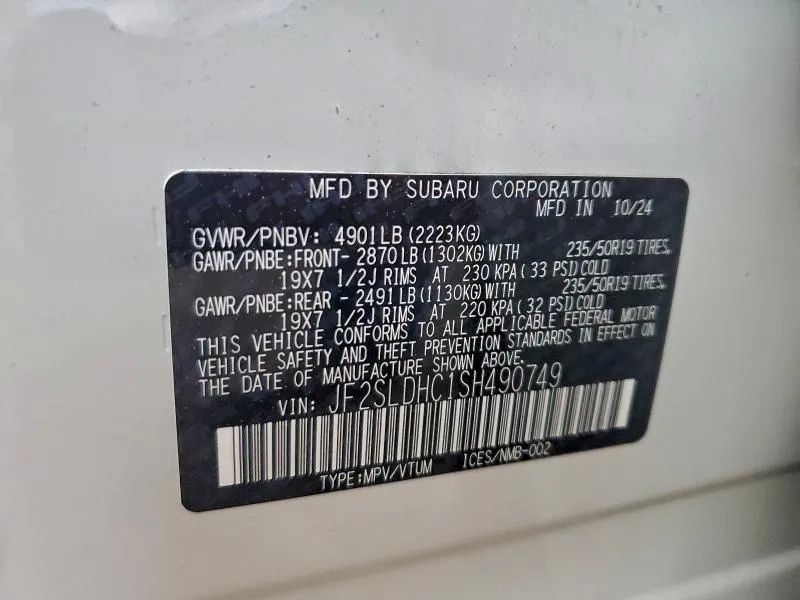 MFD BY SUBARU CORPORATION
MFD IN 10/24
GVWR/PNBV: 4901LB(2223KG)
GAWR/PNBE:FRONT- 2870LB(1302KG)WITH 235/50R19 TIRES,
19X7 1/2J RIMS AT 230 KPA(33 PSI)COLD
GAWR/PNBE:REAR - 2491LB(1130KG)WITH 235/50R19 TIRES,
19X7 1/2J RIMS AT 220 KPA(32 PSI)COLD
THIS VEHICLE CONFORMS TO ALL APPLICABLE FEDERAL MOTOR
VEHICLE SAFETY AND THEFT PREVENTION STANDARDS IN EFFECT ON
THE DATE OF MANUFACTURE SHOWN ABOVE.
VIN: JF2SLDHC1SH490749
TYPE:MPV/VTUM ICES/NMB-002